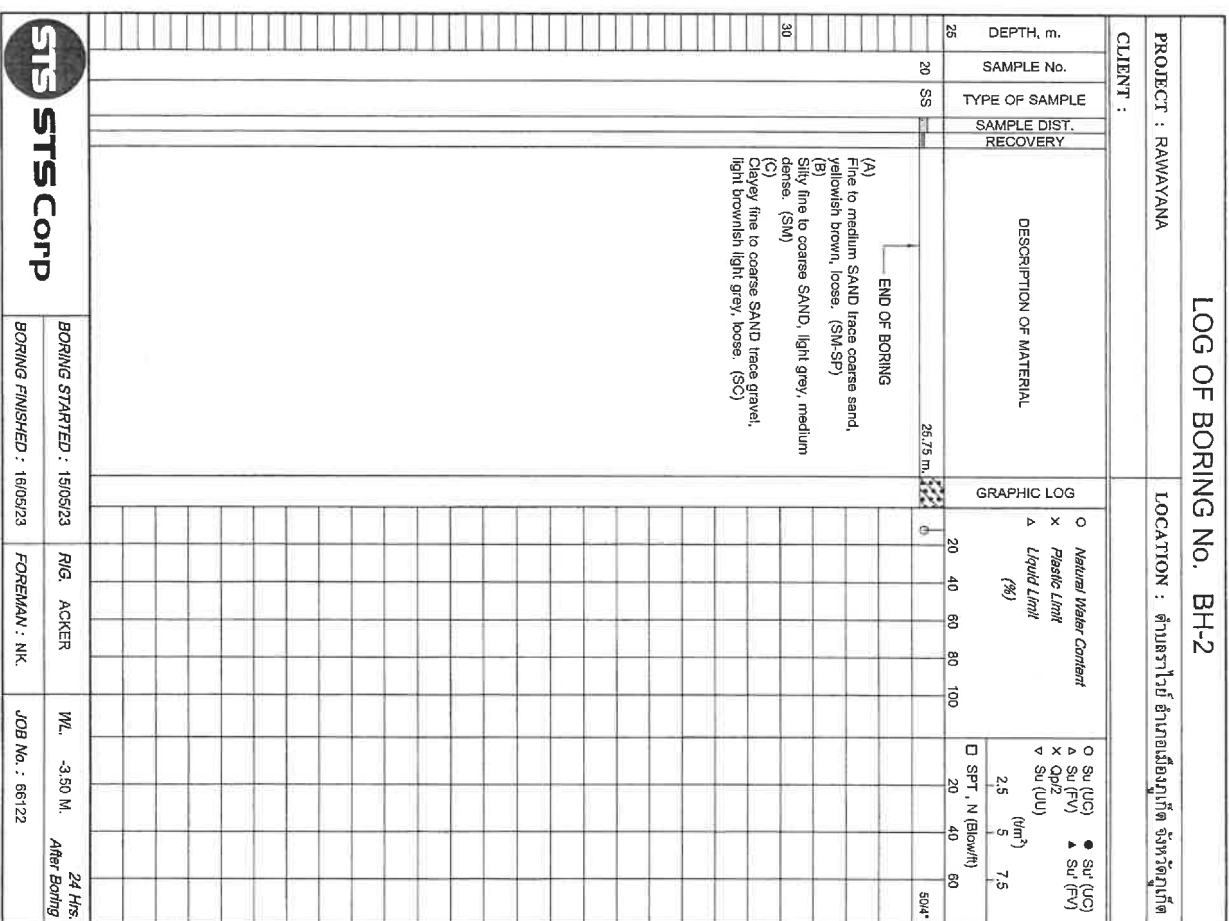 LOG OF BORING No. BH-2
PROJECT : RAWAYANA
LOCATION : ตำบลราไวย์ อำเภอเมืองภูเก็ต จังหวัดภูเก็ต
CLIENT :
DEPTH, m.
SAMPLE No.
TYPE OF SAMPLE
SAMPLE DIST.
RECOVERY
DESCRIPTION OF MATERIAL
GRAPHIC LOG
○ Natural Water Content
× Plastic Limit
△ Liquid Limit
(%)
20 40 60 80 100
○ Su (UC) ● Su' (UC)
△ Su (FV) ▲ Su' (FV)
× Qp/2
▽ Su (UU)
(t/m²)
2.5 5 7.5
□ SPT , N (Blow/ft)
20 40 60
25
20 SS
25.75 m.
50/4"
END OF BORING
(A)
Fine to medium SAND trace coarse sand,
yellowish brown, loose. (SM-SP)
(B)
Silty fine to coarse SAND, light grey, medium
dense. (SM)
(C)
Clayey fine to coarse SAND trace gravel,
light brownish light grey, loose. (SC)
30
STS STS Corp
BORING STARTED : 15/05/23
RIG. ACKER
WL. -3.50 M.
24 Hrs.
After Boring
BORING FINISHED : 16/05/23
FOREMAN : NK.
JOB No. : 66122